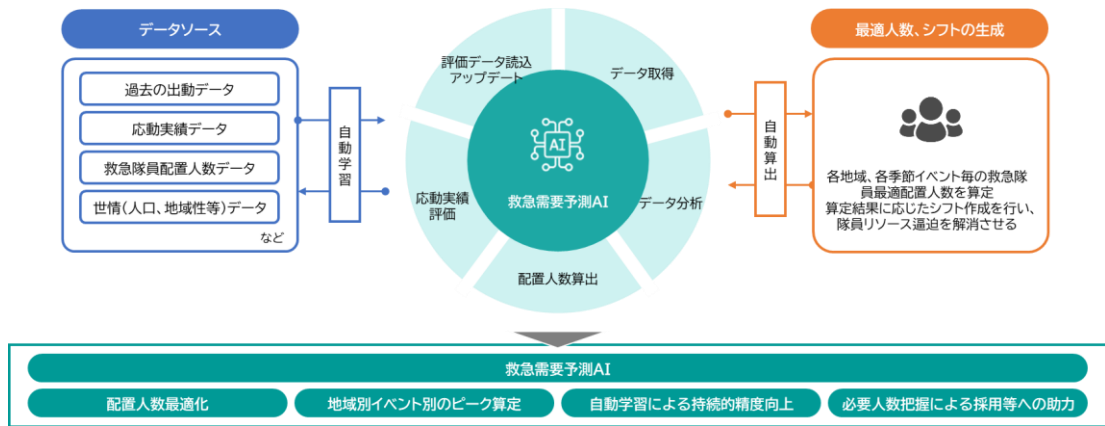 データソース
過去の出動データ
応動実績データ
救急隊員配置人数データ
世情(人口、地域性等)データ
など
自動学習
評価データ読込
アップデート
データ取得
応動実績
評価
AI
救急需要予測AI
データ分析
配置人数算出
自動算出
最適人数、シフトの生成
各地域、各季節イベント毎の救急隊
員最適配置人数を算定
算定結果に応じたシフト作成を行い、
隊員リソース逼迫を解消させる
救急需要予測AI
配置人数最適化
地域別イベント別のピーク算定
自動学習による持続的精度向上
必要人数把握による採用等への助力